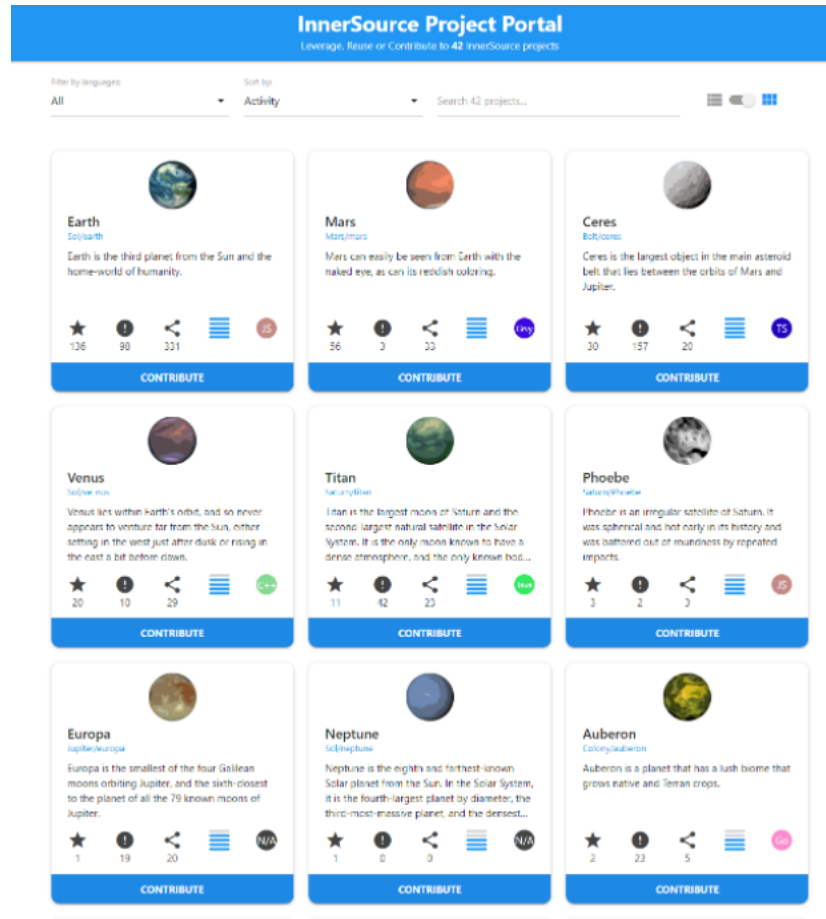 InnerSource Project Portal
Leverage, Reuse or Contribute to 42 InnerSource projects
Filter by languages:
Sort by:
All
Activity
Search 42 projects...
Earth
Sol/earth
Earth is the third planet from the Sun and the
home-world of humanity.
136 98 331 JS
CONTRIBUTE
Mars
Mars/mars
Mars can easily be seen from Earth with the
naked eye, as can its reddish coloring.
56 3 33
CONTRIBUTE
Ceres
Belt/ceres
Ceres is the largest object in the main asteroid
belt that lies between the orbits of Mars and
Jupiter.
30 157 20 TS
CONTRIBUTE
Venus
Sol/venus
Venus lies within Earth's orbit, and so never
appears to venture far from the Sun, either
setting in the west just after dusk or rising in
the east a bit before dawn.
20 10 29 C++
CONTRIBUTE
Titan
Saturn/titan
Titan is the largest moon of Saturn and the
second largest natural satellite in the Solar
System. It is the only moon known to have a
dense atmosphere, and the only known bod...
11 42 23 Java
CONTRIBUTE
Phoebe
Saturn/Phoebe
Phoebe is an irregular satellite of Saturn. It
was spherical and hot early in its history and
was battered out of roundness by repeated
impacts.
3 2 3 JS
CONTRIBUTE
Europa
Jupiter/europa
Europa is the smallest of the four Galilean
moons orbiting Jupiter, and the sixth-closest
to the planet of all the 79 known moons of
Jupiter.
1 19 20 N/A
CONTRIBUTE
Neptune
Sol/neptune
Neptune is the eighth and farthest-known
Solar planet from the Sun. In the Solar System,
it is the fourth-largest planet by diameter, the
third-most-massive planet, and the densest...
1 0 0 N/A
CONTRIBUTE
Auberon
Colony/auberon
Auberon is a planet that has a lush biome that
grows native and Terran crops.
2 23 5 Go
CONTRIBUTE